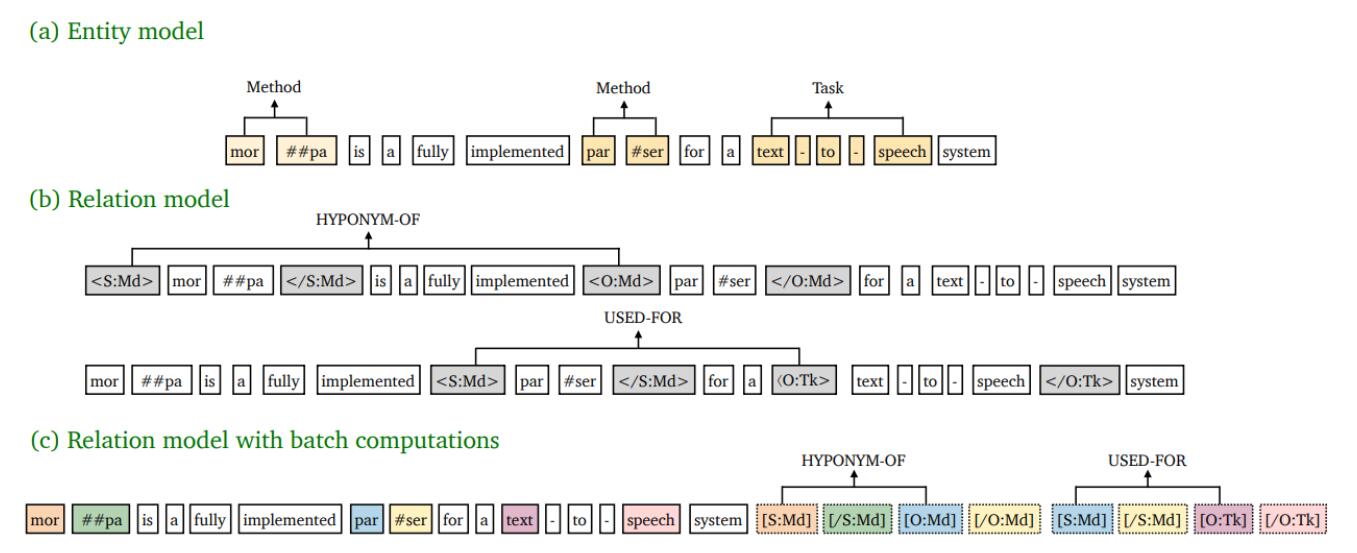 (a) Entity model
Method Method Task
mor ##pa is a fully implemented par #ser for a text - to - speech system
(b) Relation model
HYPONYM-OF
<S:Md> mor ##pa </S:Md> is a fully implemented <O:Md> par #ser </O:Md> for a text - to - speech system
USED-FOR
mor ##pa is a fully implemented <S:Md> par #ser </S:Md> for a ⟨O:Tk> text - to - speech </O:Tk> system
(c) Relation model with batch computations
HYPONYM-OF USED-FOR
mor ##pa is a fully implemented par #ser for a text - to - speech system [S:Md] [/S:Md] [O:Md] [/O:Md] [S:Md] [/S:Md] [O:Tk] [/O:Tk]